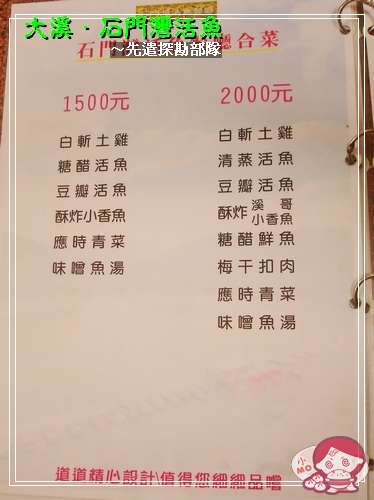 大溪‧石門灣活魚
～先遣探勘部隊
石門 廳合菜
1500元
白斬土雞
糖醋活魚
豆瓣活魚
酥炸小香魚
應時青菜
味噌魚湯
2000元
白斬土雞
清蒸活魚
豆瓣活魚
酥炸溪哥
小香魚
糖醋鮮魚
梅干扣肉
應時青菜
味噌魚湯
道道精心設計\值得您細細品嚐
小
MO